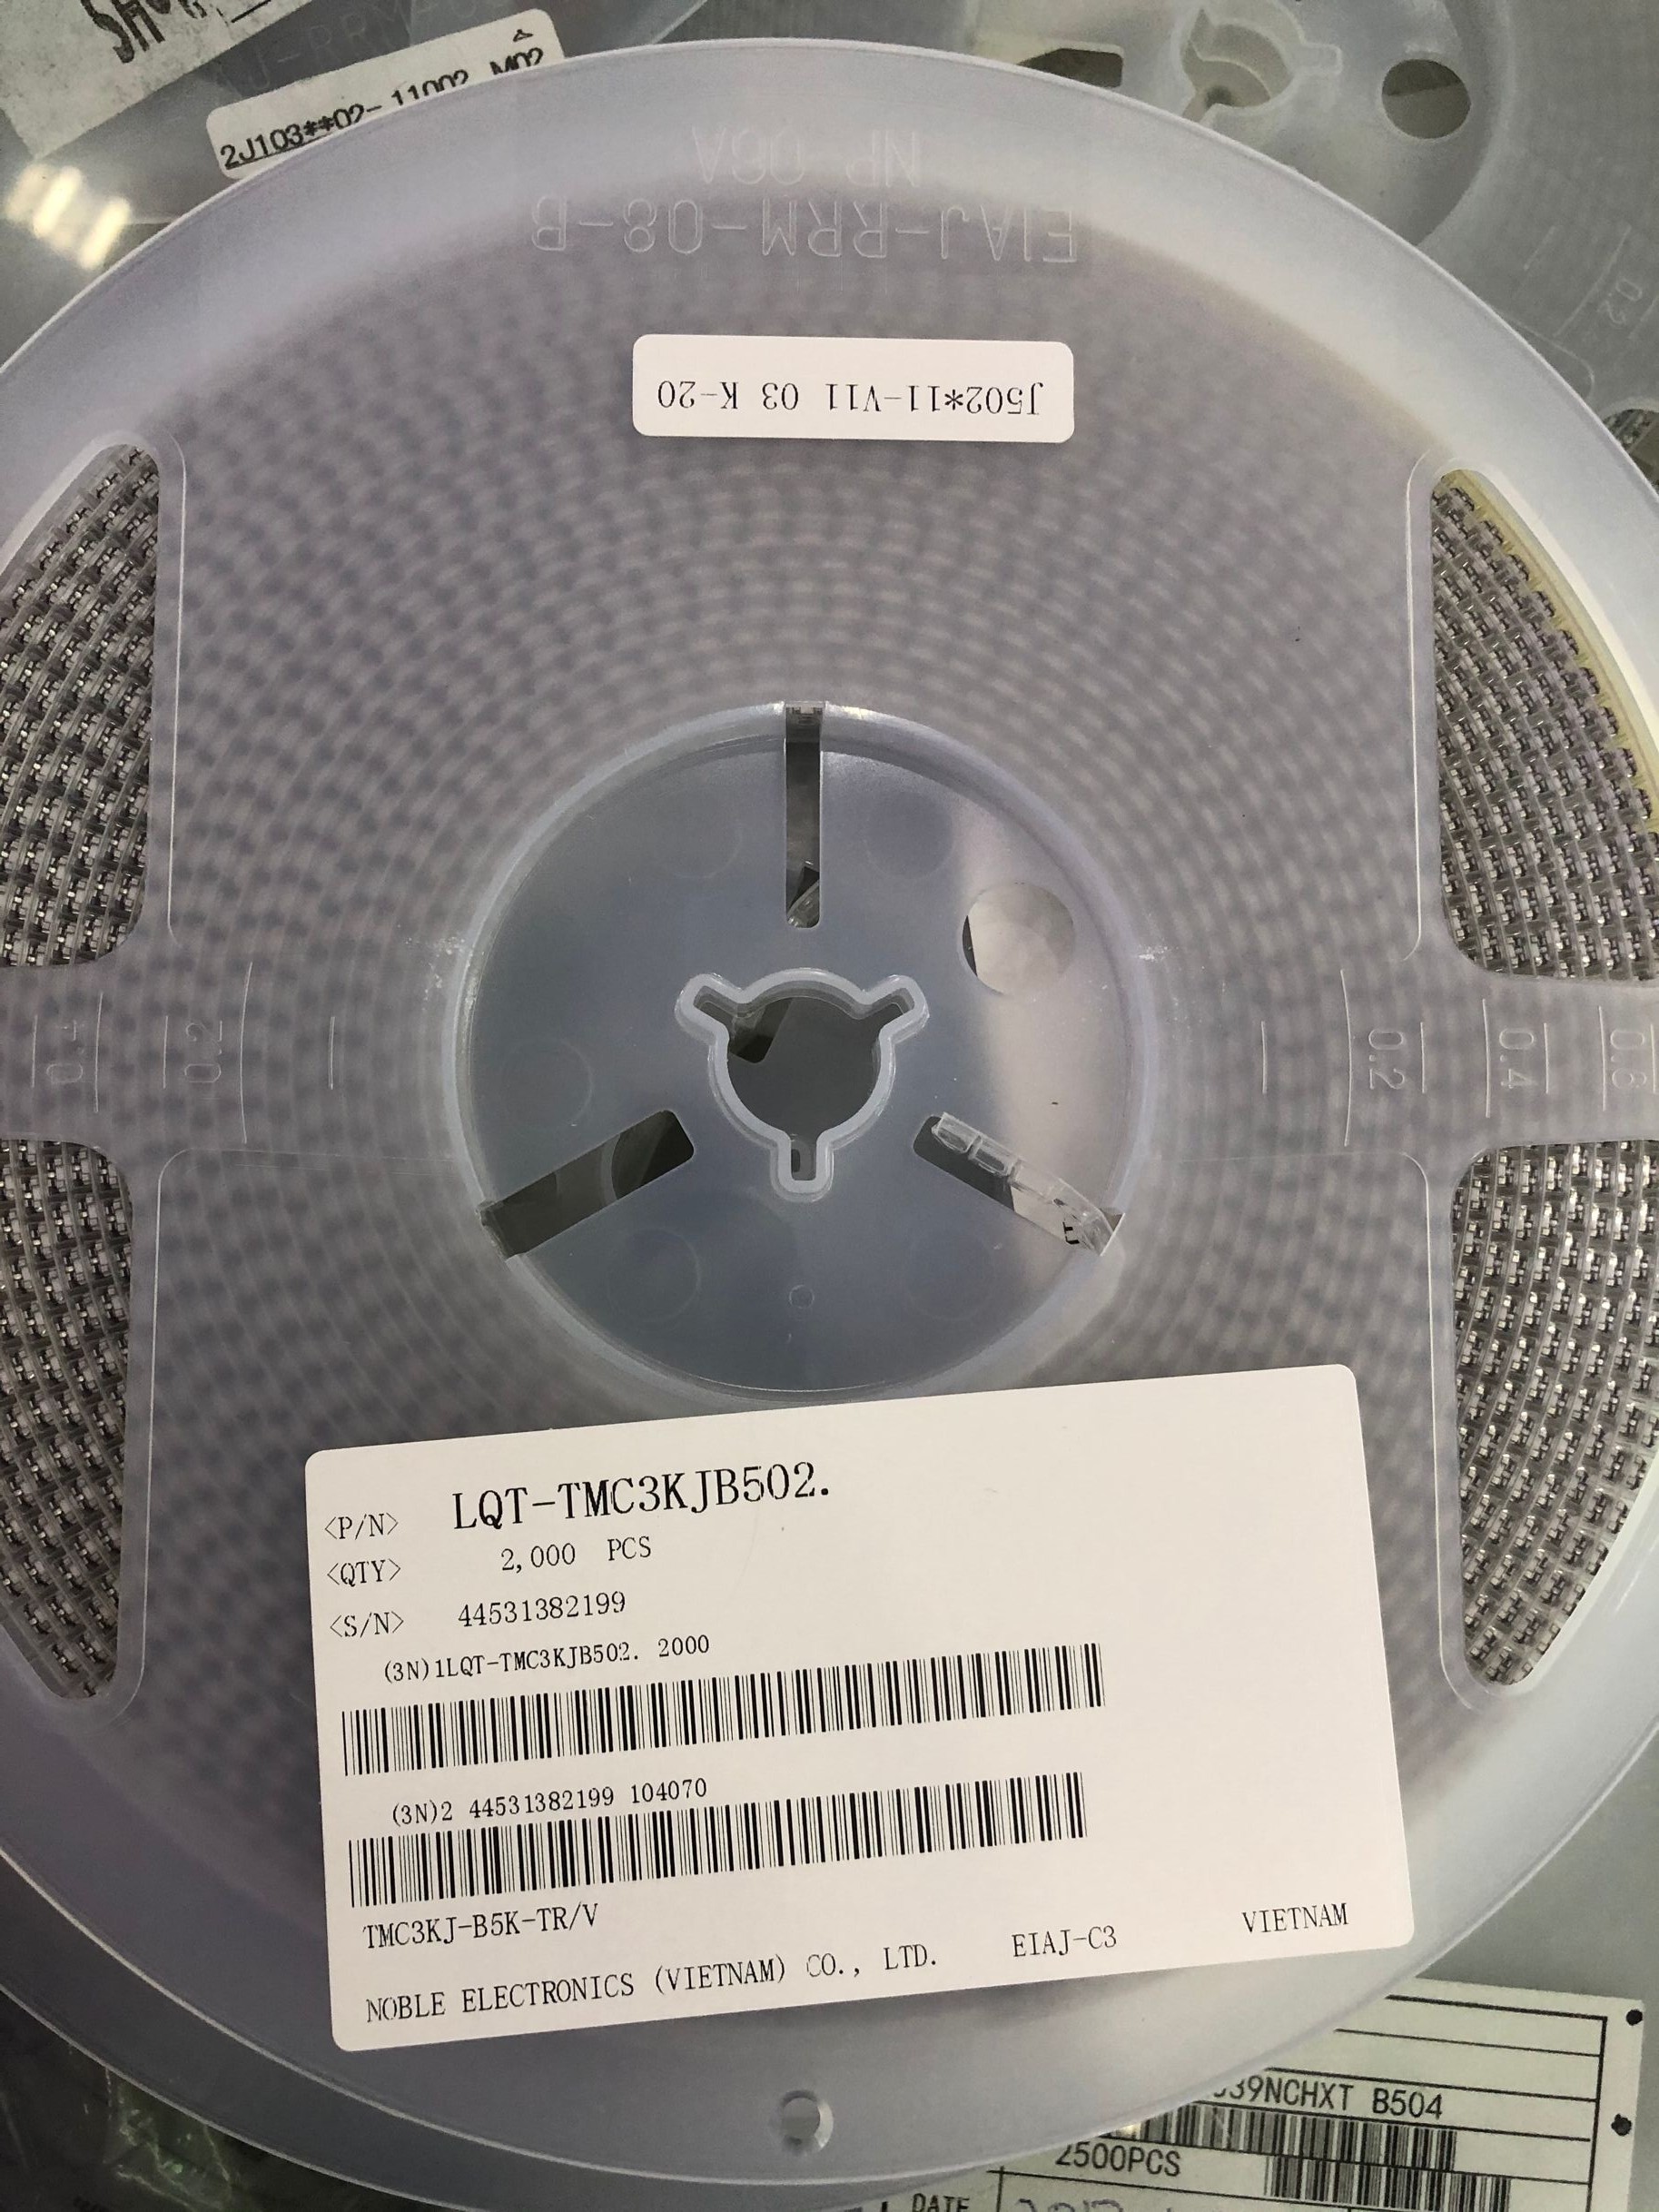 2J103**02-11002 M02
NP 06A
EIAJ-RRM-08-B
J502*11-V11 03 K-20
0.2
0.2
0.4
0.6
0.2
<P/N> LQT-TMC3KJB502.
<QTY> 2,000 PCS
<S/N> 44531382199
(3N)1LQT-TMC3KJB502. 2000
(3N)2 44531382199 104070
TMC3KJ-B5K-TR/V
NOBLE ELECTRONICS (VIETNAM) CO., LTD. EIAJ-C3 VIETNAM
B504
2500PCS
DATE